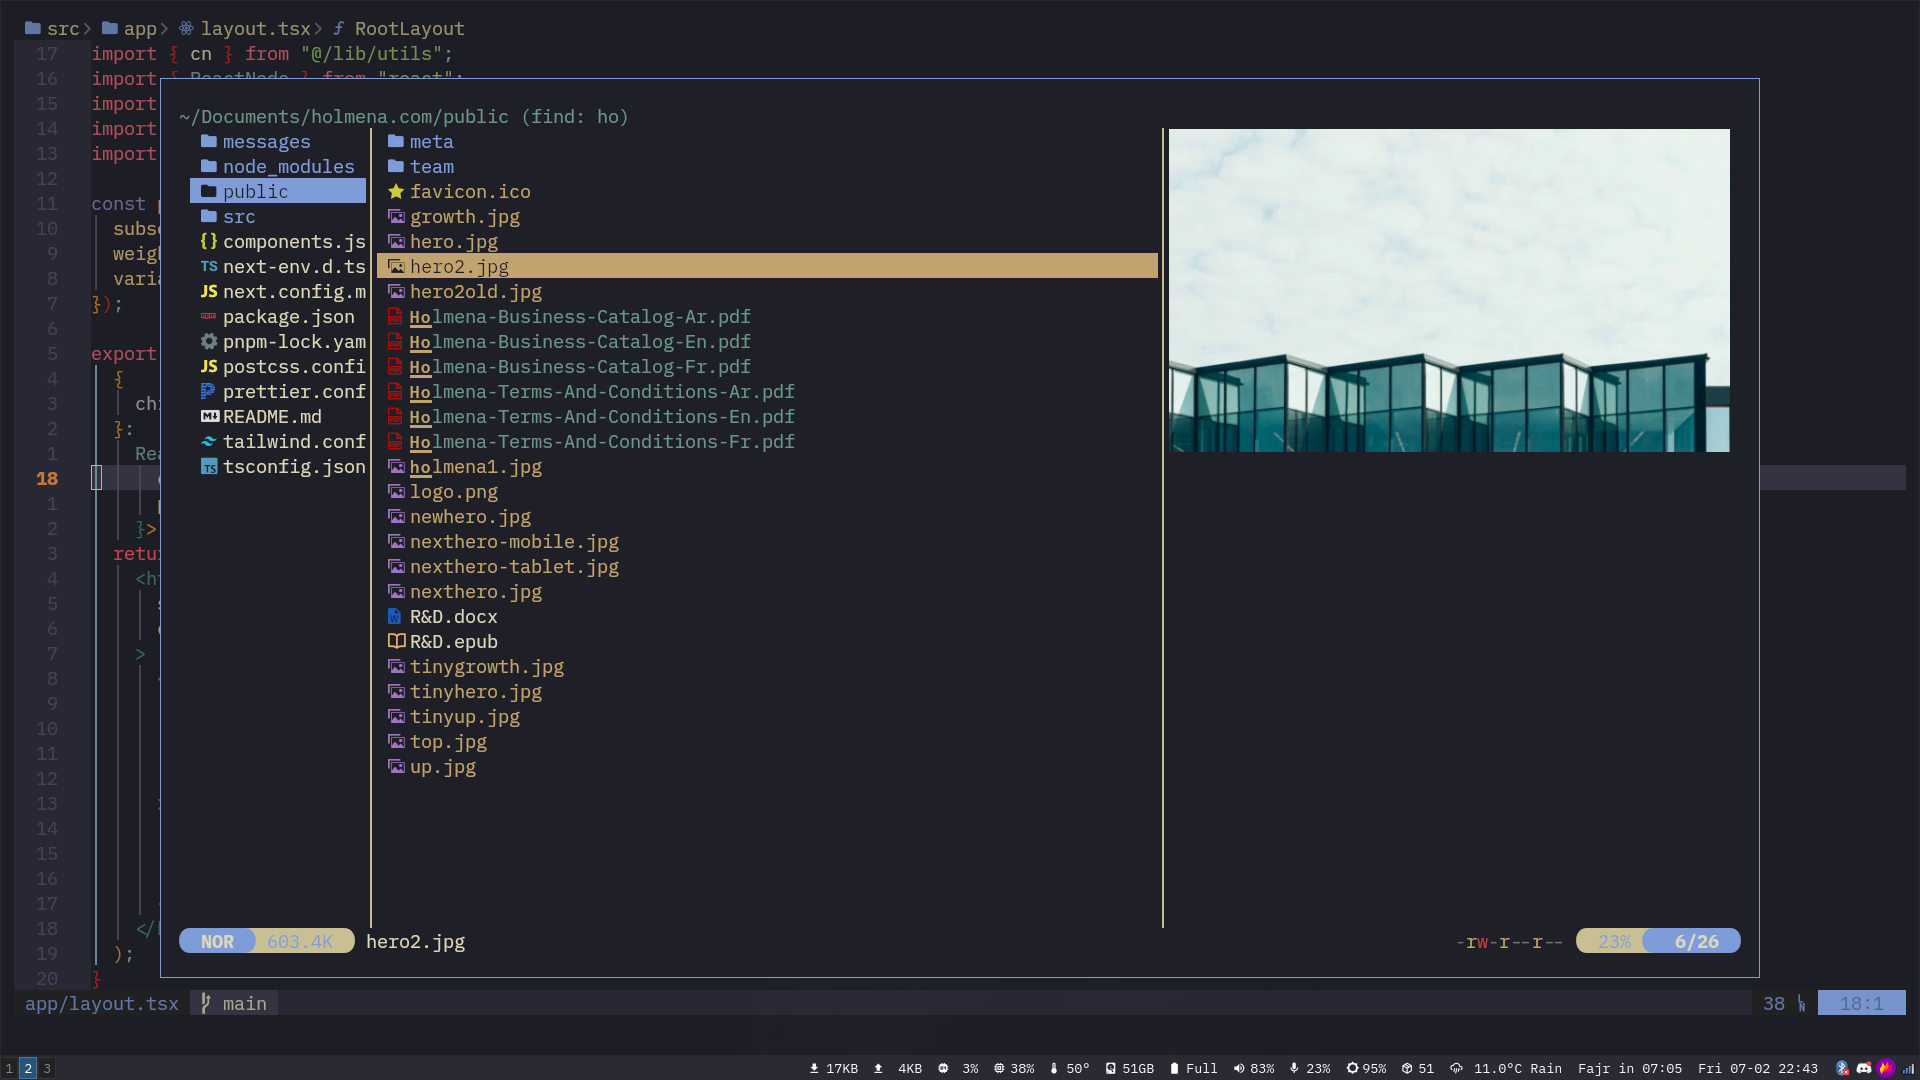 src > app > layout.tsx > RootLayout
17 import { cn } from "@/lib/utils";
16 import { ReactNode } from "react";
15 import
14 import
13 import
12
11 const
10 subse
9 weigh
8 varia
7 });
6
5 export
4 {
3 chi
2 }:
1 Rea
18
1
2 }>
3 retur
4 <ht
5
6
7 >
8
9
10
11
12
13
14
15
16
17
18 </
19 );
20 }
~/Documents/holmena.com/public (find: ho)
messages
node_modules
public
src
components.js
next-env.d.ts
next.config.m
package.json
pnpm-lock.yam
postcss.confi
prettier.conf
README.md
tailwind.conf
tsconfig.json
meta
team
favicon.ico
growth.jpg
hero.jpg
hero2.jpg
hero2old.jpg
Holmena-Business-Catalog-Ar.pdf
Holmena-Business-Catalog-En.pdf
Holmena-Business-Catalog-Fr.pdf
Holmena-Terms-And-Conditions-Ar.pdf
Holmena-Terms-And-Conditions-En.pdf
Holmena-Terms-And-Conditions-Fr.pdf
holmena1.jpg
logo.png
newhero.jpg
nexthero-mobile.jpg
nexthero-tablet.jpg
nexthero.jpg
R&D.docx
R&D.epub
tinygrowth.jpg
tinyhero.jpg
tinyup.jpg
top.jpg
up.jpg
NOR 603.4K hero2.jpg -rw-r--r-- 23% 6/26
app/layout.tsx main 38 18:1
1 2 3 17KB 4KB 3% 38% 50° 51GB Full 83% 23% 95% 51 11.0°C Rain Fajr in 07:05 Fri 07-02 22:43